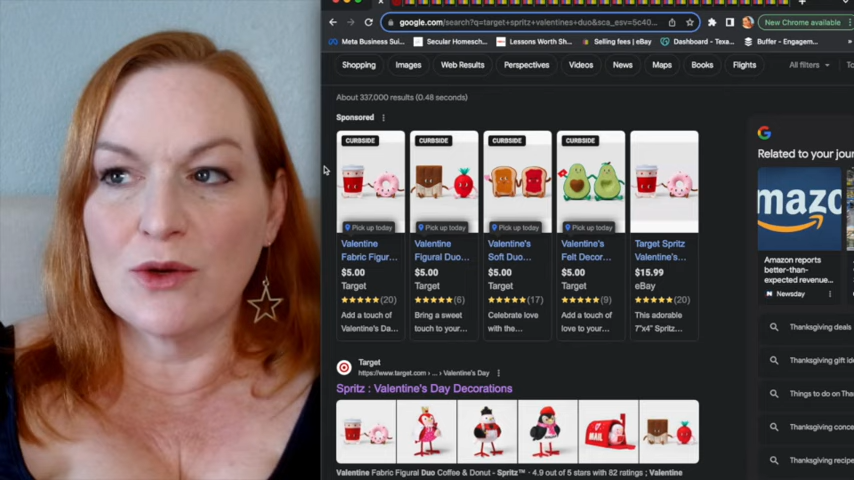 google.com/search?q=target+spritz+valentines+duo&sca_esv=5c40...
New Chrome available
Meta Business Sui...
Secular Homesch...
Lessons Worth Sh...
Selling fees | eBay
Dashboard - Texa...
Buffer - Engagem...
Shopping
Images
Web Results
Perspectives
Videos
News
Maps
Books
Flights
All filters
To
About 337,000 results (0.48 seconds)
Sponsored
CURBSIDE
CURBSIDE
CURBSIDE
CURBSIDE
Pick up today
Pick up today
Pick up today
Pick up today
Valentine
Fabric Figur...
$5.00
Target
(20)
Add a touch of
Valentine's Da...
Valentine
Figural Duo...
$5.00
Target
(6)
Bring a sweet
touch to your...
Valentine's
Soft Duo...
$5.00
Target
(17)
Celebrate love
with the...
Valentine's
Felt Decor...
$5.00
Target
(9)
Add a touch of
love to your...
Target Spritz
Valentine's...
$15.99
eBay
(20)
This adorable
7"x4" Spritz...
Target
https://www.target.com › ... › Valentine's Day
Spritz : Valentine's Day Decorations
MAIL
Valentine Fabric Figural Duo Coffee & Donut - Spritz™ - 4.9 out of 5 stars with 82 ratings ; Valentine
Related to your jour
mazo
Amazon reports
better-than-
expected revenue...
Newsday
Thanksgiving deals
Thanksgiving gift ide
Things to do on Tha
Thanksgiving conce
Thanksgiving recipe